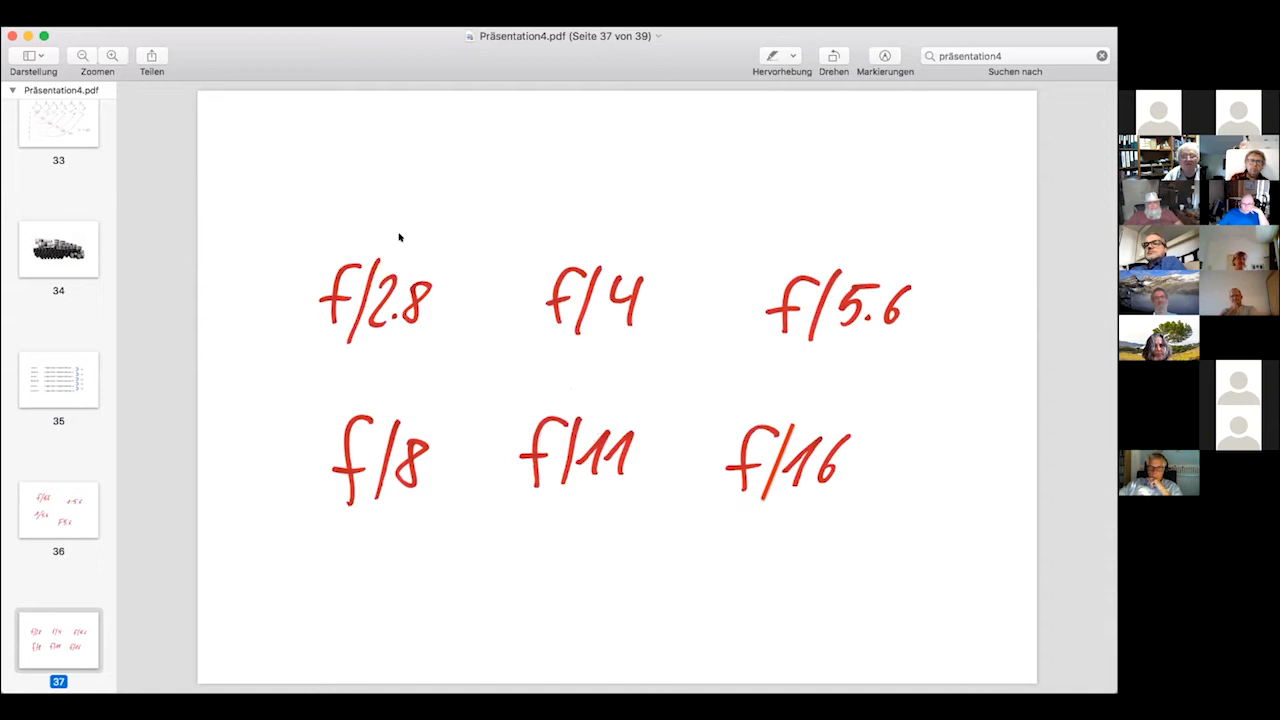 Präsentation4.pdf (Seite 37 von 39)
präsentation4
Darstellung Zoomen Teilen Hervorhebung Drehen Markierungen Suchen nach
Präsentation4.pdf
33
34
35
36
37
f/2.8 f/4 f/5.6
f/8 f/11 f/16